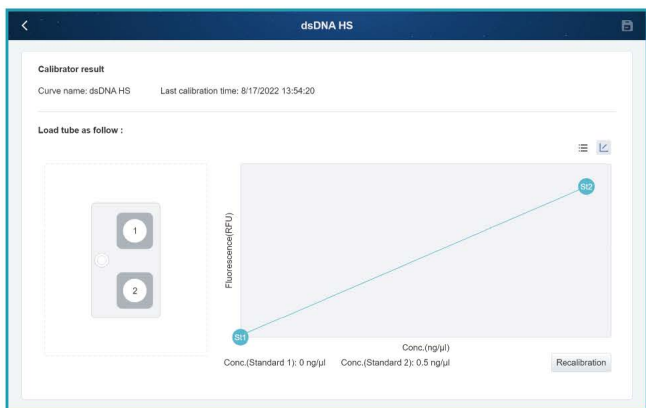 dsDNA HS
Calibrator result
Curve name: dsDNA HS Last calibration time: 8/17/2022 13:54:20
Load tube as follow :
1
2
Fluorescence(RFU)
St2
St1
Conc.(ng/μl)
Conc.(Standard 1): 0 ng/μl Conc.(Standard 2): 0.5 ng/μl
Recalibration